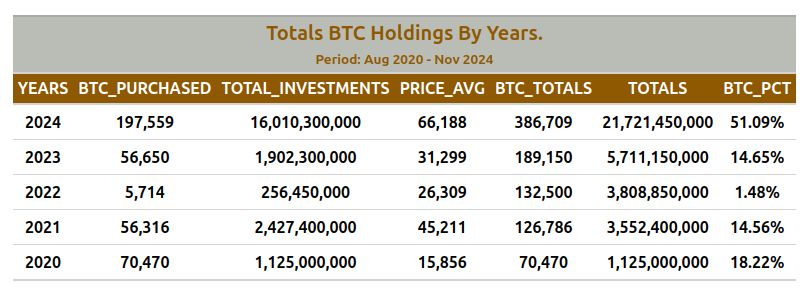 Totals BTC Holdings By Years.
Period: Aug 2020 - Nov 2024
YEARS BTC_PURCHASED TOTAL_INVESTMENTS PRICE_AVG BTC_TOTALS TOTALS BTC_PCT
2024 197,559 16,010,300,000 66,188 386,709 21,721,450,000 51.09%
2023 56,650 1,902,300,000 31,299 189,150 5,711,150,000 14.65%
2022 5,714 256,450,000 26,309 132,500 3,808,850,000 1.48%
2021 56,316 2,427,400,000 45,211 126,786 3,552,400,000 14.56%
2020 70,470 1,125,000,000 15,856 70,470 1,125,000,000 18.22%